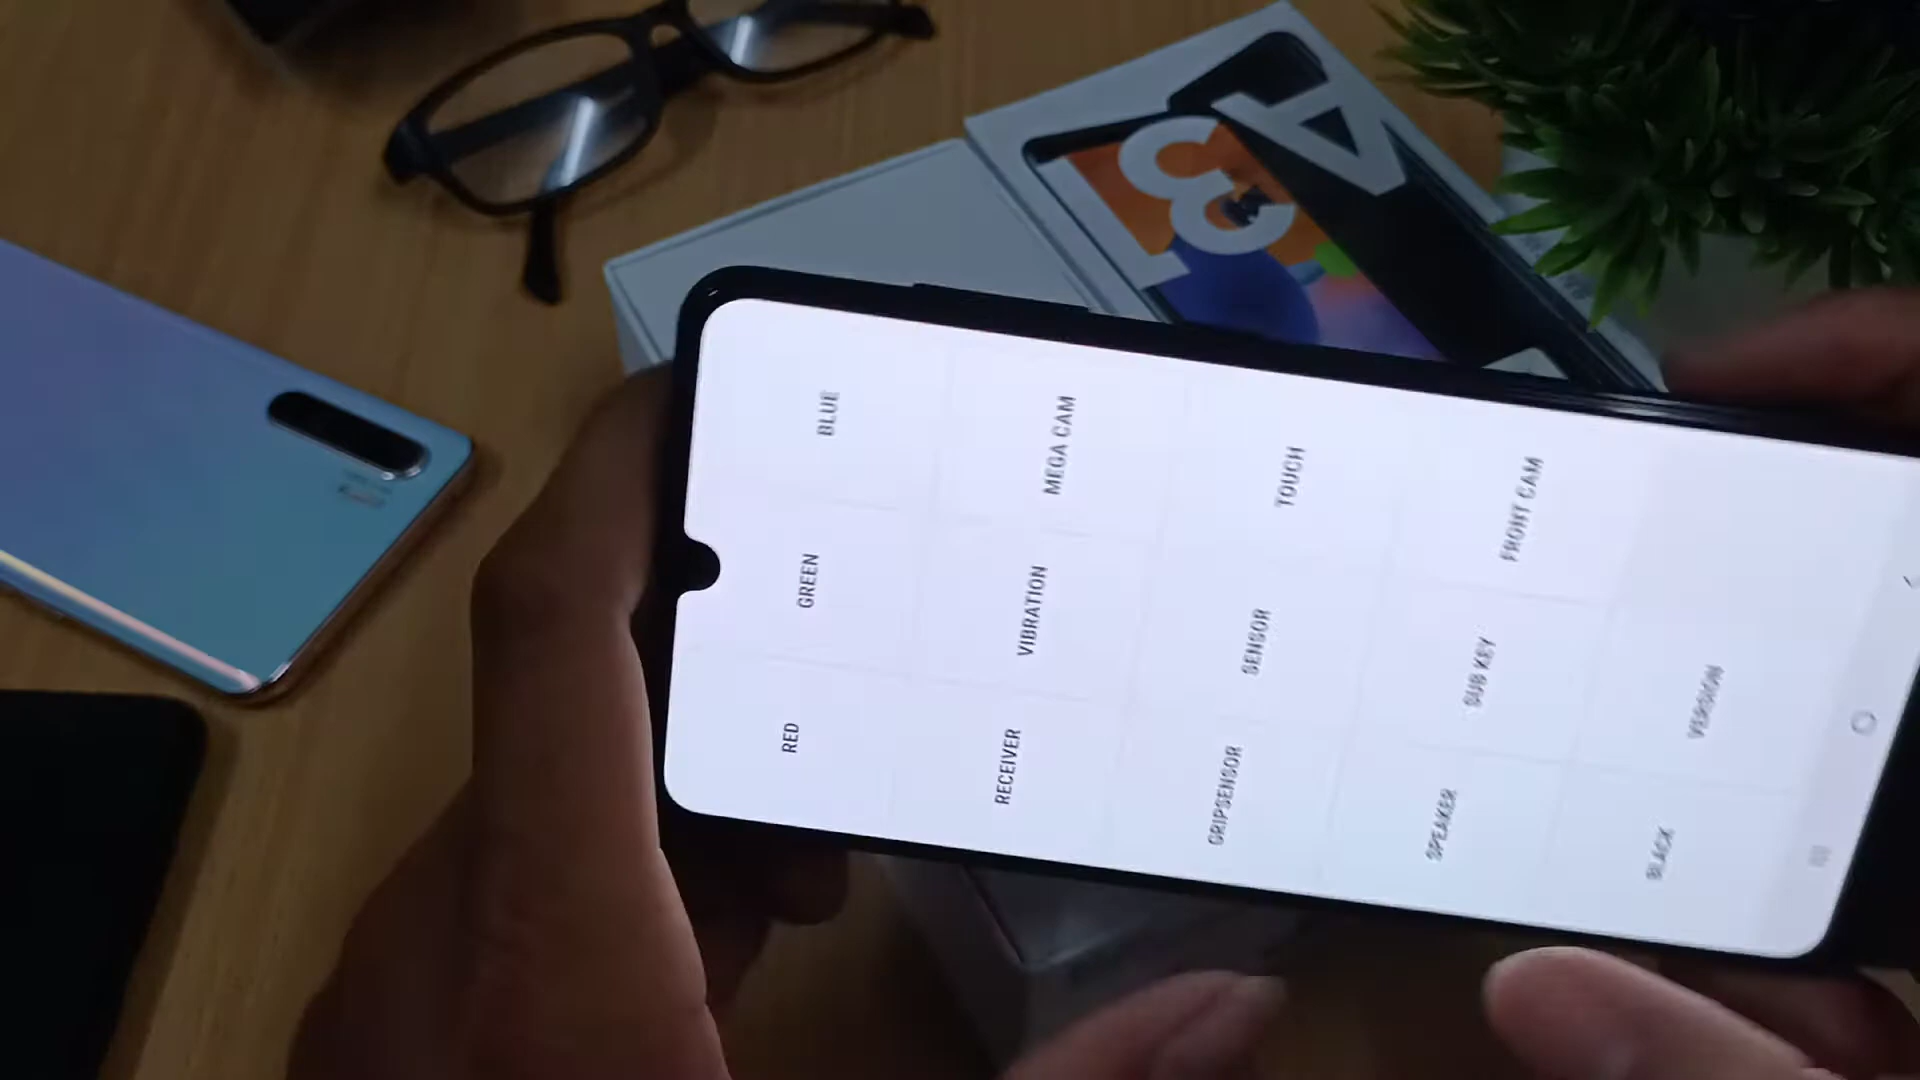 A31
RED GREEN BLUE
RECEIVER VIBRATION MEGA CAM
GRIPSENSOR SENSOR TOUCH
SPEAKER SUB KEY FRONT CAM
BLACK VERSION